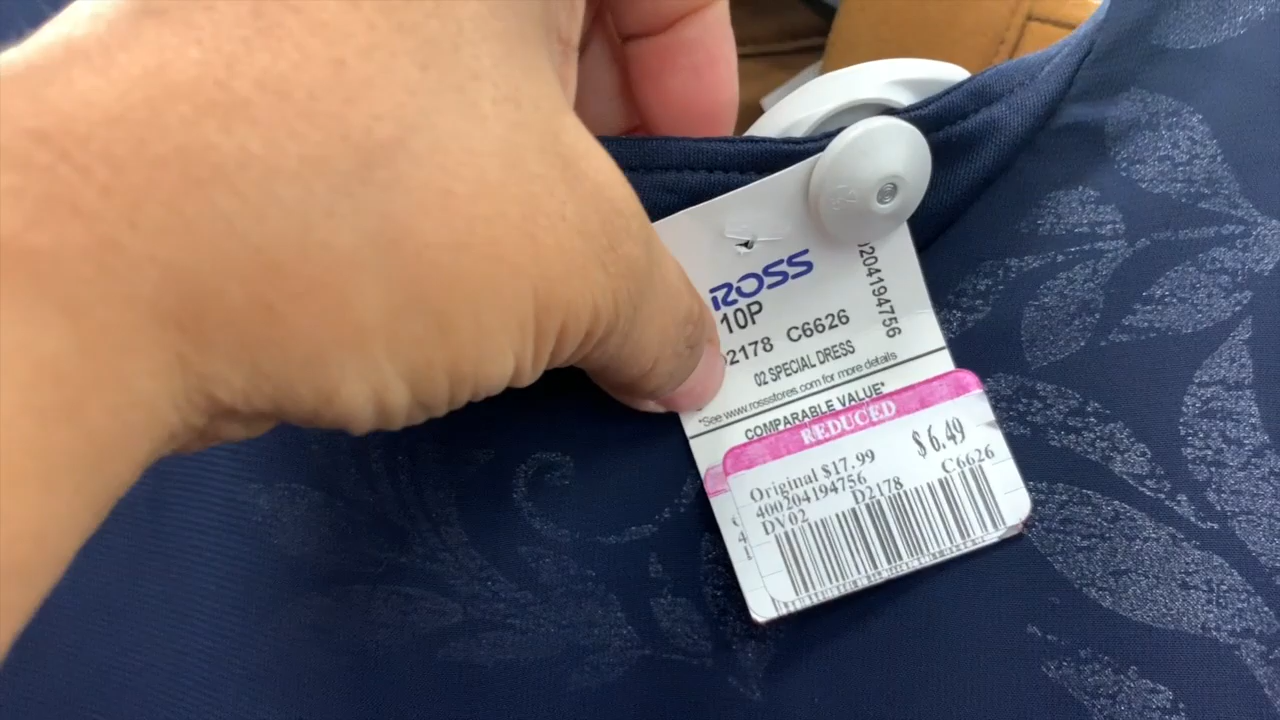 ROSS
10P
2178 C6626
02 SPECIAL DRESS
*See www.rossstores.com for more details
0204194756
COMPARABLE VALUE*
REDUCED
$6.49
Original $17.99
400204194756
D2178 C6626
DV02